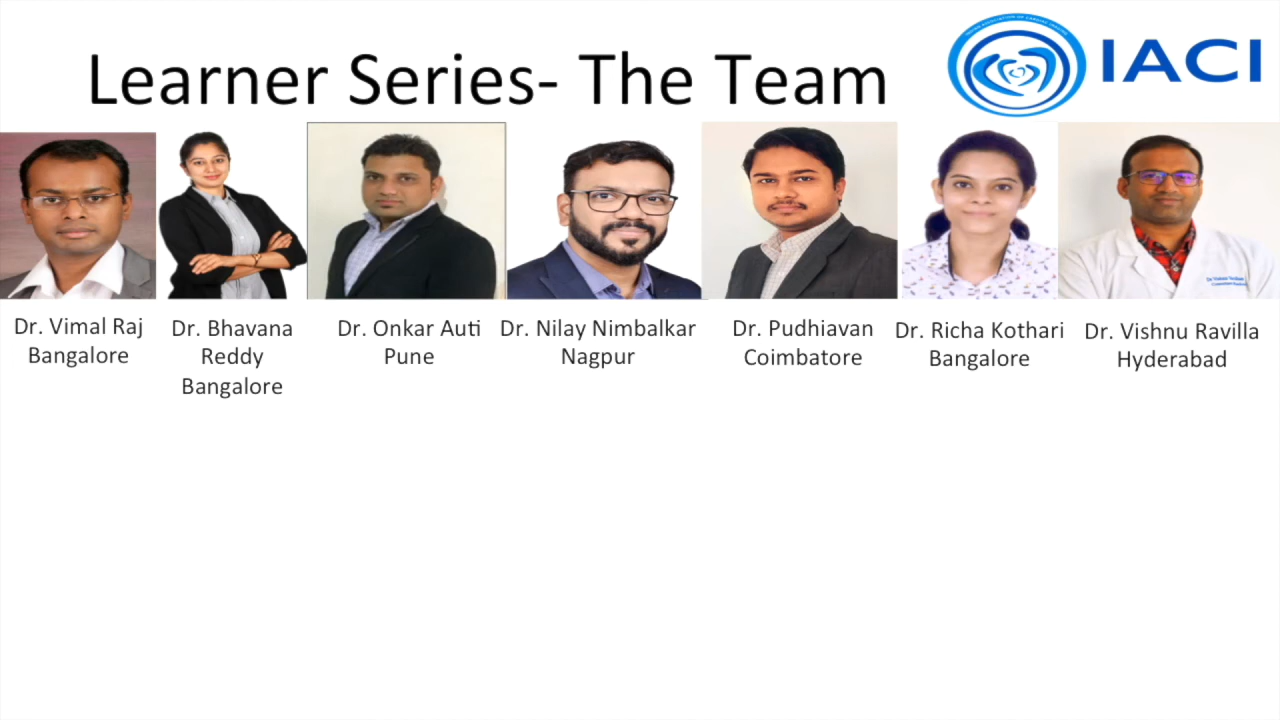 Learner Series- The Team
IACI
Dr. Vimal Raj
Bangalore
Dr. Bhavana
Reddy
Bangalore
Dr. Onkar Auti
Pune
Dr. Nilay Nimbalkar
Nagpur
Dr. Pudhiavan
Coimbatore
Dr. Richa Kothari
Bangalore
Dr. Vishnu Ravilla
Hyderabad